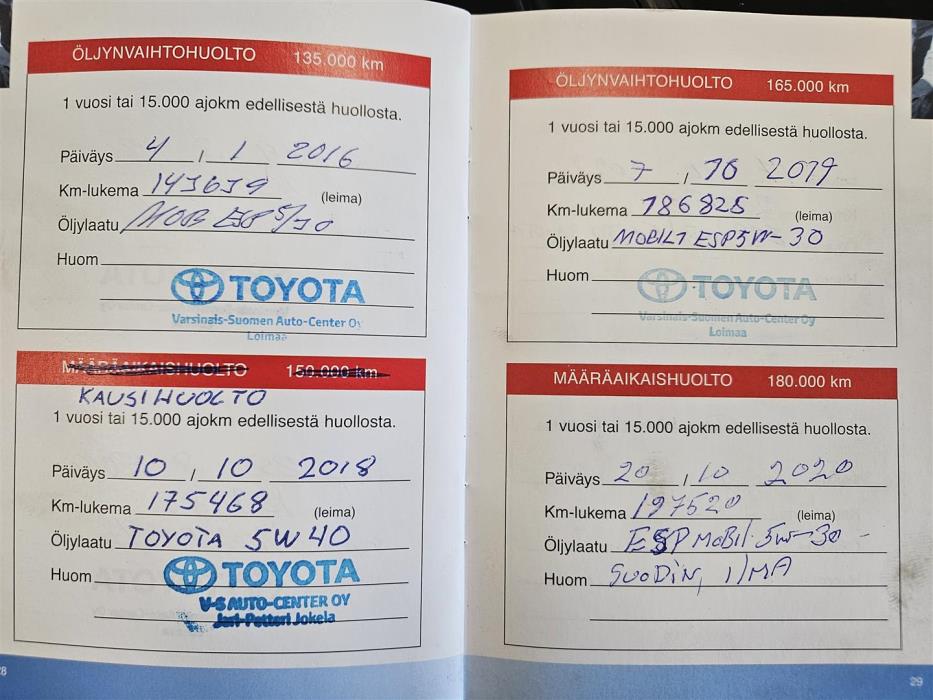 ÖLJYNVAIHTOHUOLTO 135.000 km
1 vuosi tai 15.000 ajokm edellisestä huollosta.
Päiväys 4 / 1 2016
Km-lukema (leima)
Öljylaatu MOB ESP 5/30
Huom
TOYOTA
Varsinais-Suomen Auto-Center Oy
Loimaa
MÄÄRÄAIKAISHUOLTO 150.000 km
KAUSIHUOLTO
1 vuosi tai 15.000 ajokm edellisestä huollosta.
Päiväys 10 / 10 2018
Km-lukema 175468 (leima)
Öljylaatu TOYOTA 5W40
Huom
TOYOTA
V-S AUTO-CENTER OY
Jari-Petteri Jokela
28
ÖLJYNVAIHTOHUOLTO 165.000 km
1 vuosi tai 15.000 ajokm edellisestä huollosta.
Päiväys 7 / 10 2019
Km-lukema 186825 (leima)
Öljylaatu MOBIL1 ESP5W-30
Huom
TOYOTA
Varsinais-Suomen Auto-Center Oy
Loimaa
MÄÄRÄAIKAISHUOLTO 180.000 km
1 vuosi tai 15.000 ajokm edellisestä huollosta.
Päiväys 20 / 10 2020
Km-lukema 197520 (leima)
Öljylaatu ESP MOBIL 5W-30 -
Huom SUODIN, ILMA
29